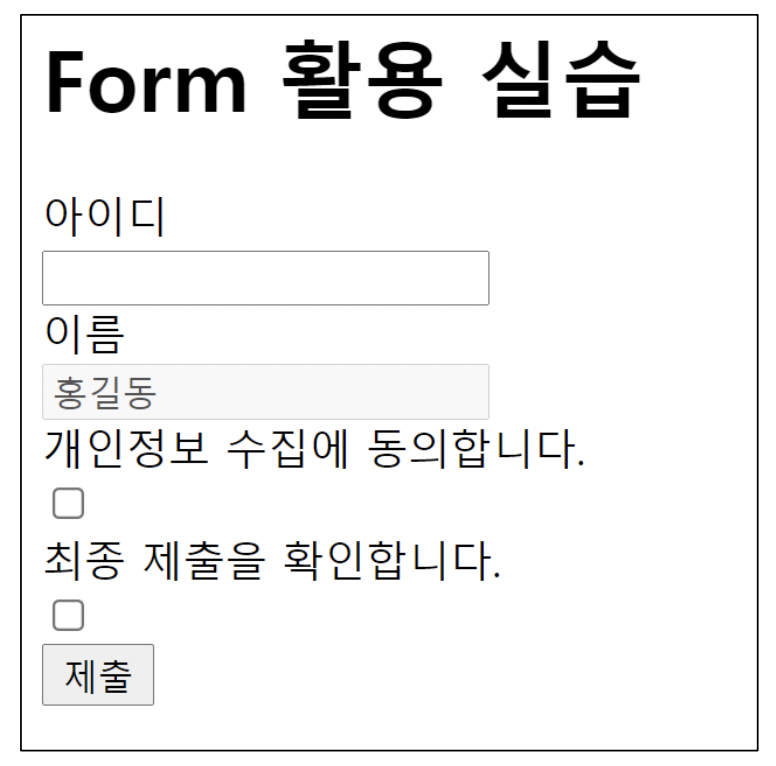 Form 활용 실습
아이디
이름
홍길동
개인정보 수집에 동의합니다.
최종 제출을 확인합니다.
제출